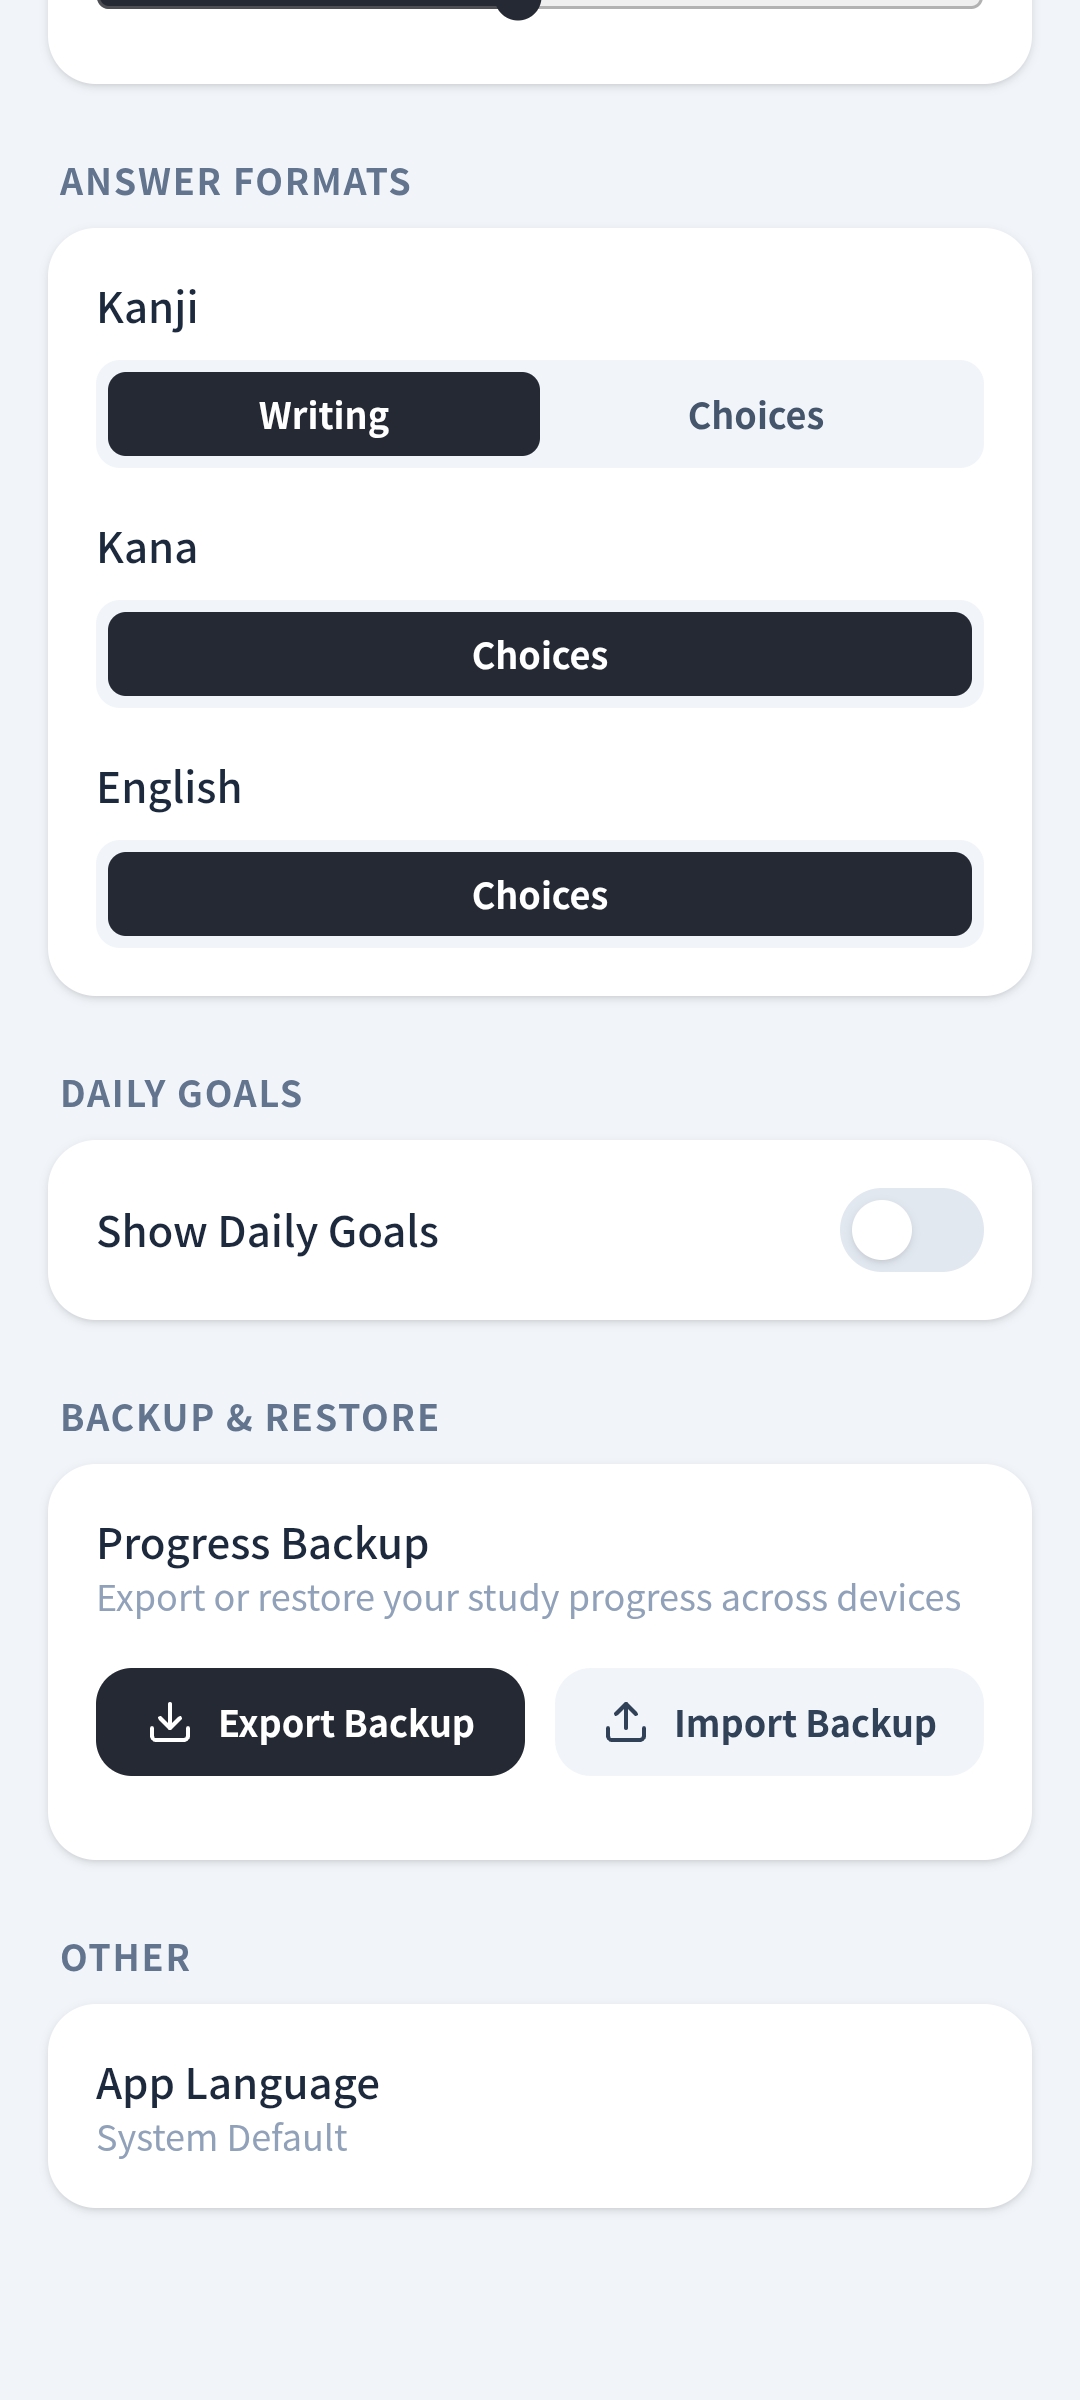 ANSWER FORMATS
Kanji
Writing
Choices
Kana
Choices
English
Choices
DAILY GOALS
Show Daily Goals
BACKUP & RESTORE
Progress Backup
Export or restore your study progress across devices
Export Backup
Import Backup
OTHER
App Language
System Default